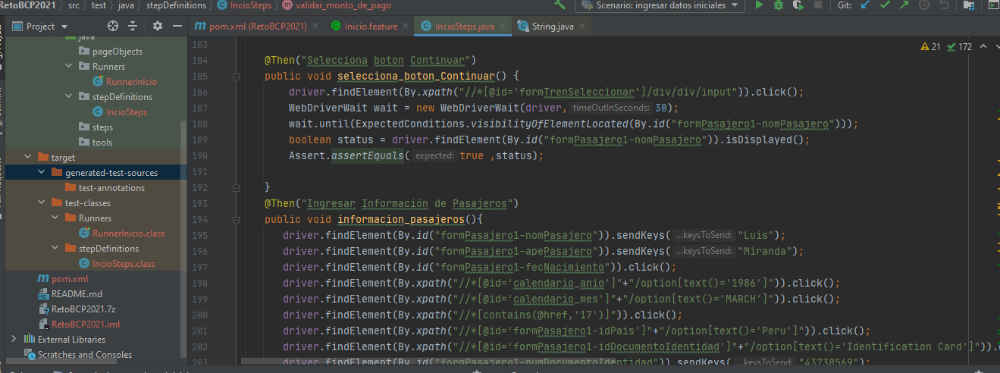 RetoBCP2021 src test java stepDefinitions IncioSteps validar_monto_de_pago Scenario: ingresar datos iniciales Git:
Project pom.xml (RetoBCP2021) Inicio.feature IncioSteps.java String.java
java
pageObjects
Runners
RunnerInicio
stepDefinitions
IncioSteps
steps
tools
target
generated-test-sources
test-annotations
test-classes
Runners
RunnerInicio.class
stepDefinitions
IncioSteps.class
pom.xml
README.md
RetoBCP2021.7z
RetoBCP2021.iml
External Libraries
Scratches and Consoles
21 172
183
184 @Then("Selecciona boton Continuar")
185 public void selecciona_boton_Continuar() {
186 driver.findElement(By.xpath("//*[@id='formTrenSeleccionar']/div/div/input")).click();
187 WebDriverWait wait = new WebDriverWait(driver, timeOutInSeconds: 30);
188 wait.until(ExpectedConditions.visibilityOfElementLocated(By.id("formPasajero1-nomPasajero")));
189 boolean status = driver.findElement(By.id("formPasajero1-nomPasajero")).isDisplayed();
190 Assert.assertEquals( expected: true ,status);
191
192 }
193 @Then("Ingresar Información de Pasajeros")
194 public void informacion_pasajeros(){
195 driver.findElement(By.id("formPasajero1-nomPasajero")).sendKeys( ...keysToSend: "Luis");
196 driver.findElement(By.id("formPasajero1-apePasajero")).sendKeys( ...keysToSend: "Miranda");
197 driver.findElement(By.id("formPasajero1-fecNacimiento")).click();
198 driver.findElement(By.xpath("//*[@id='calendario_anio']"+"/option[text()='1986']")).click();
199 driver.findElement(By.xpath("//*[@id='calendario_mes']"+"/option[text()='MARCH']")).click();
200 driver.findElement(By.xpath("//*[contains(@href,'17')]")).click();
201 driver.findElement(By.xpath("//*[@id='formPasajero1-idPais']"+"/option[text()='Peru']")).click();
202 driver.findElement(By.xpath("//*[@id='formPasajero1-idDocumentoIdentidad']"+"/option[text()='Identification Card']")).
203 driver.findElement(By.id("formPasajero1-numDocumentoIdentidad")).sendKeys( ...keysToSend: "43738569");